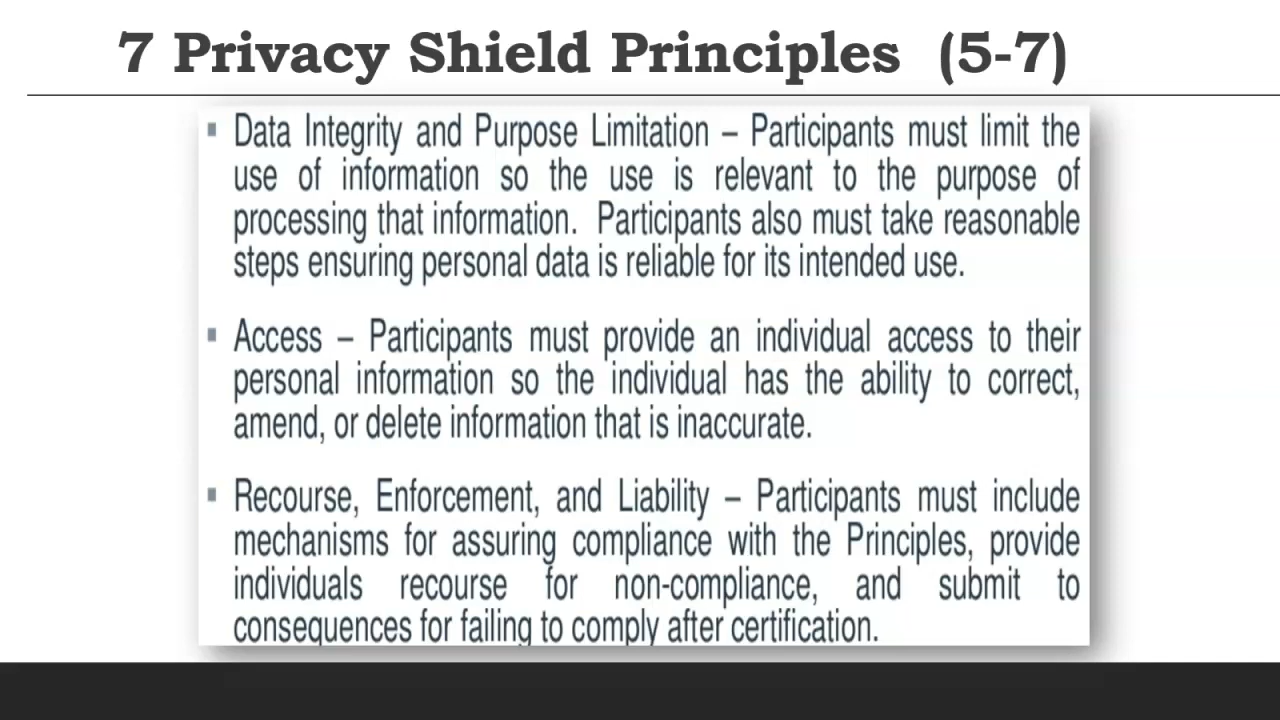 7 Privacy Shield Principles (5-7)
▪ Data Integrity and Purpose Limitation – Participants must limit the
use of information so the use is relevant to the purpose of
processing that information. Participants also must take reasonable
steps ensuring personal data is reliable for its intended use.
▪ Access – Participants must provide an individual access to their
personal information so the individual has the ability to correct,
amend, or delete information that is inaccurate.
▪ Recourse, Enforcement, and Liability – Participants must include
mechanisms for assuring compliance with the Principles, provide
individuals recourse for non-compliance, and submit to
consequences for failing to comply after certification.